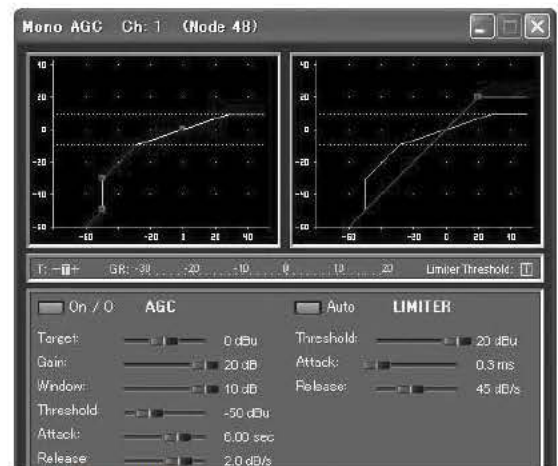 Mono AGC Ch: 1 (Node 48)
40
20
0
-20
-40
-60
-60 -20 1 20 40
40
20
0
-20
-40
-60
-60 -20 0 20 40
T: - T + GR: -30 -20 -10 0 10 20 Limiter Threshold: T
On / O AGC
Target: 0 dBu
Gain: 20 dB
Window: 10 dB
Threshold -50 dBu
Attack: 6.00 sec
Release 2.0 dB/s
Auto LIMITER
Threshold: 20 dBu
Attack: 0.3 ms
Release: 45 dB/s